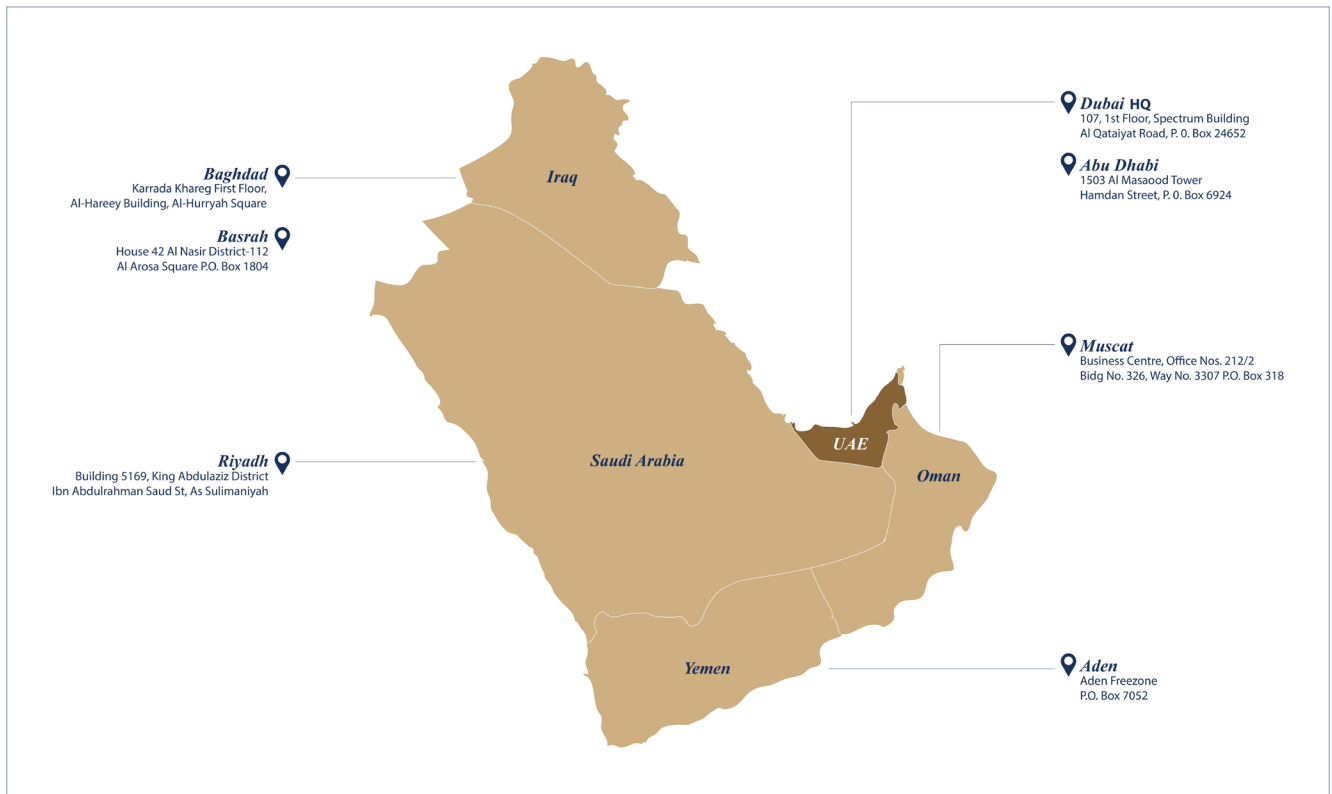 Baghdad
Karrada Khareg First Floor,
Al-Hareey Building, Al-Hurryah Square
Basrah
House 42 Al Nasir District-112
Al Arosa Square P.O. Box 1804
Riyadh
Building 5169, King Abdulaziz District
Ibn Abdulrahman Saud St, As Sulimaniyah
Iraq
Saudi Arabia
UAE
Oman
Yemen
Dubai HQ
107, 1st Floor, Spectrum Building
Al Qataiyat Road, P. 0. Box 24652
Abu Dhabi
1503 Al Masaood Tower
Hamdan Street, P. 0. Box 6924
Muscat
Business Centre, Office Nos. 212/2
Bidg No. 326, Way No. 3307 P.O. Box 318
Aden
Aden Freezone
P.O. Box 7052